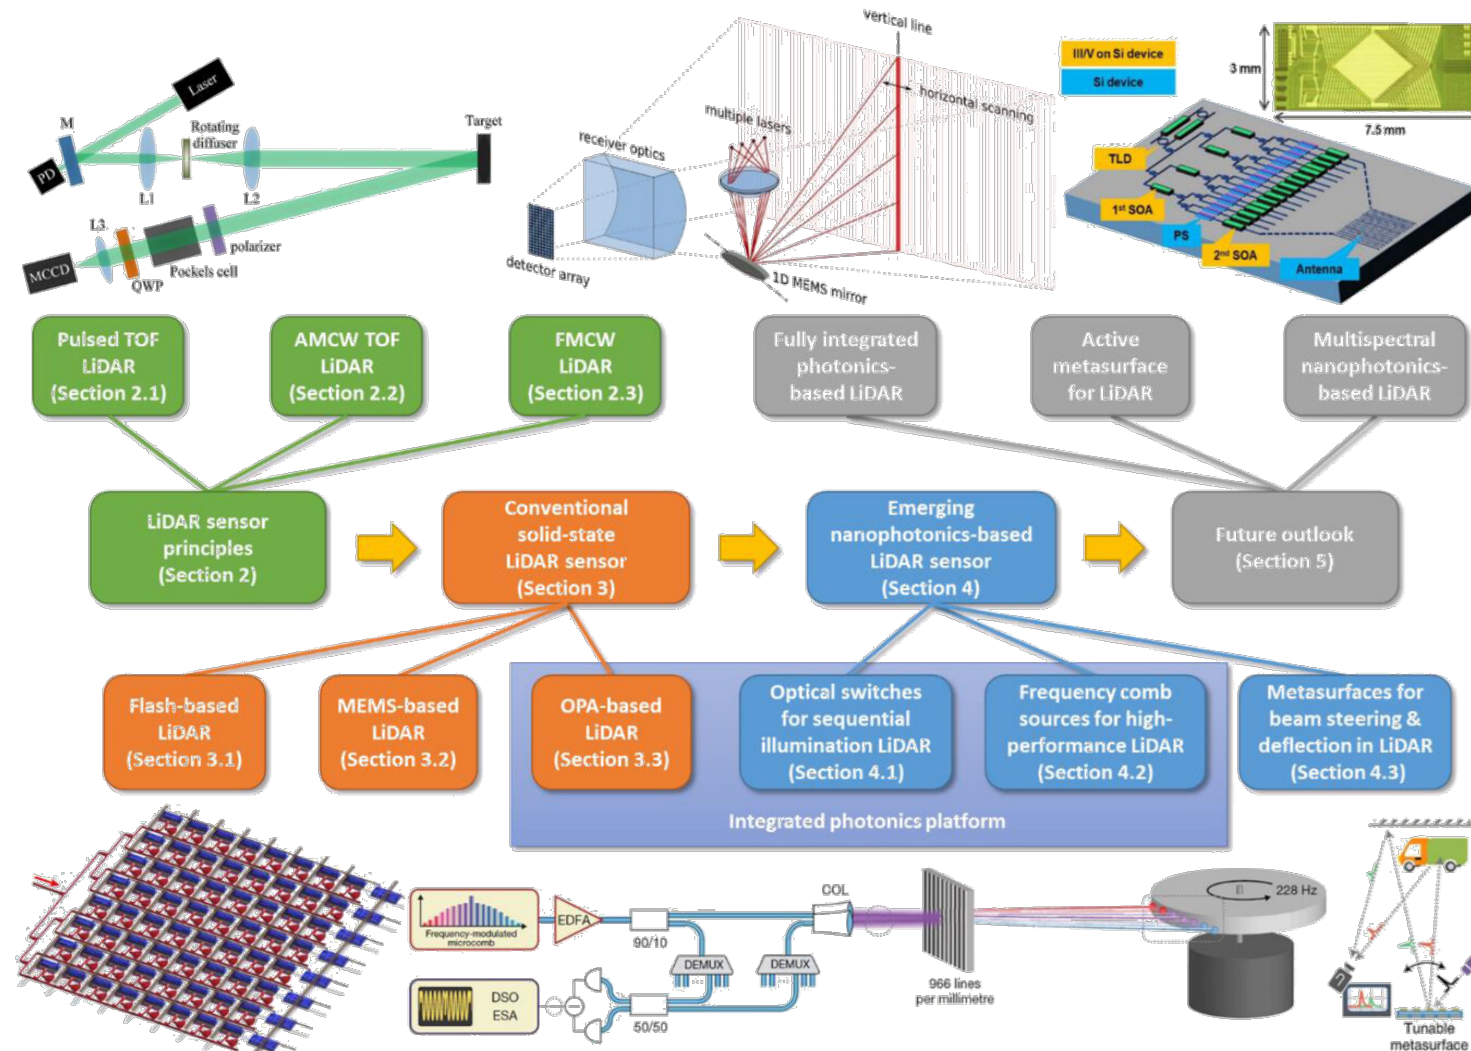 Laser
M
PD
Rotating
diffuser
L1
L2
Target
L3
MCCD
QWP
Pockels cell
polarizer
vertical line
horizontal scanning
multiple lasers
receiver optics
detector array
1D MEMS mirror
III/V on Si device
Si device
3 mm
7.5 mm
TLD
1st SOA
PS
2nd SOA
Antenna
Pulsed TOF
LiDAR
(Section 2.1)
AMCW TOF
LiDAR
(Section 2.2)
FMCW
LiDAR
(Section 2.3)
Fully integrated
photonics-
based LiDAR
Active
metasurface
for LiDAR
Multispectral
nanophotonics-
based LiDAR
LiDAR sensor
principles
(Section 2)
Conventional
solid-state
LiDAR sensor
(Section 3)
Emerging
nanophotonics-based
LiDAR sensor
(Section 4)
Future outlook
(Section 5)
Flash-based
LiDAR
(Section 3.1)
MEMS-based
LiDAR
(Section 3.2)
OPA-based
LiDAR
(Section 3.3)
Optical switches
for sequential
illumination LiDAR
(Section 4.1)
Frequency comb
sources for high-
performance LiDAR
(Section 4.2)
Metasurfaces for
beam steering &
deflection in LiDAR
(Section 4.3)
Integrated photonics platform
Frequency-modulated
microcomb
EDFA
90/10
COL
DEMUX
DEMUX
DSO
ESA
50/50
966 lines
per millimetre
228 Hz
Tunable
metasurface